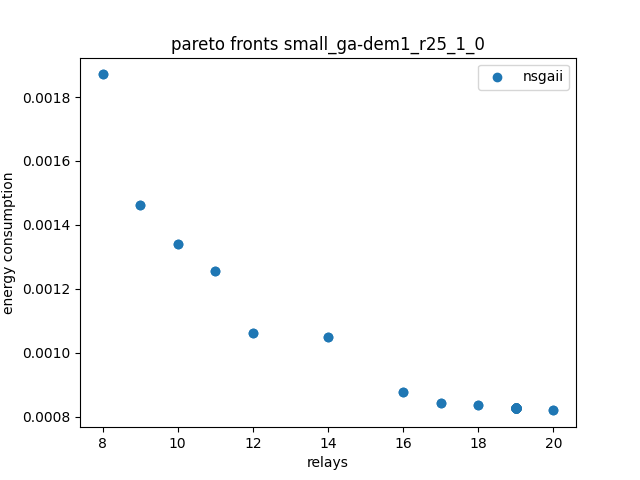 pareto fronts small_ga-dem1_r25_1_0
nsgaii
energy consumption
0.0018
0.0016
0.0014
0.0012
0.0010
0.0008
8 10 12 14 16 18 20
relays